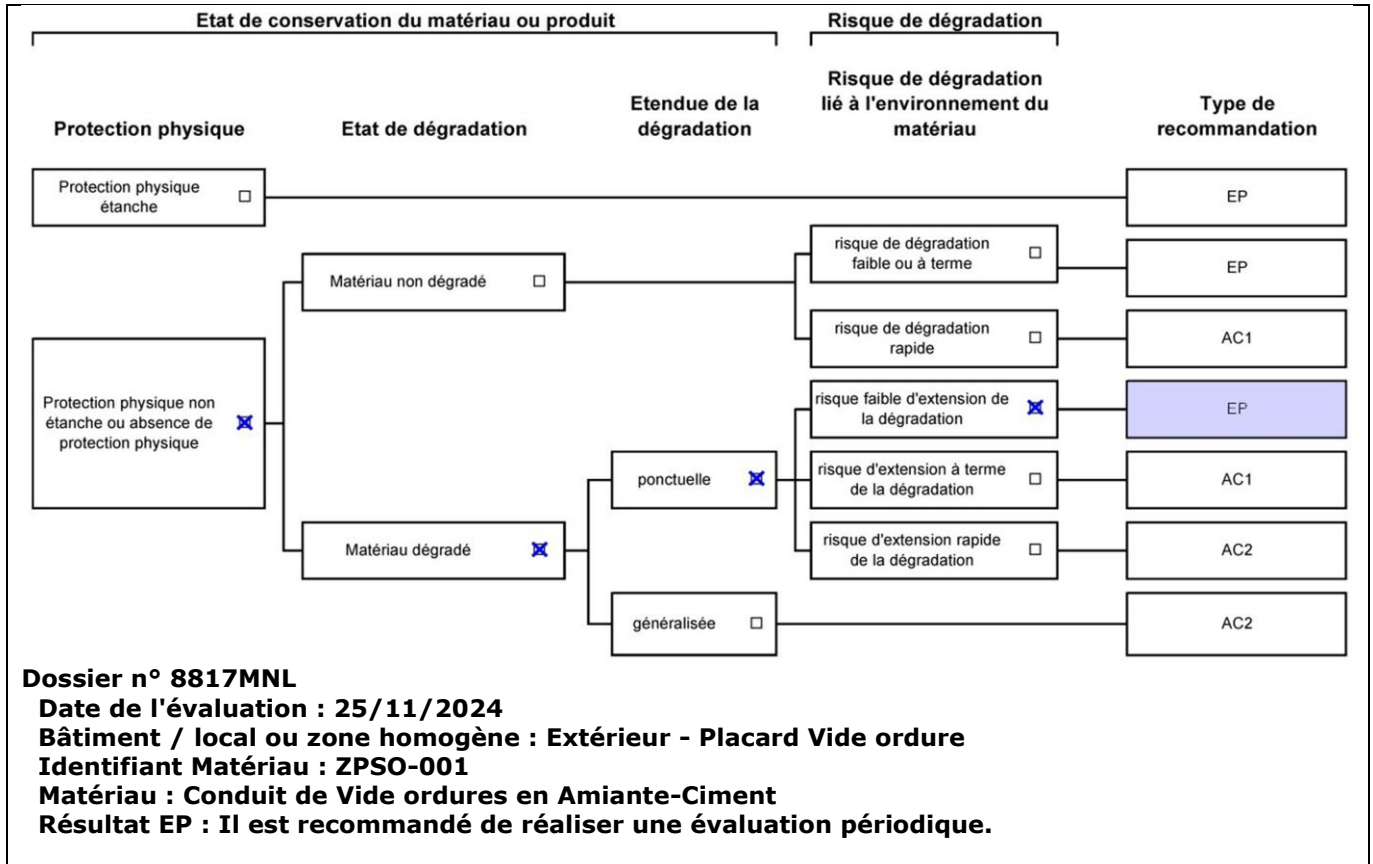 Etat de conservation du matériau ou produit
Risque de dégradation
Protection physique
Etat de dégradation
Etendue de la
dégradation
Risque de dégradation
lié à l'environnement du
matériau
Type de
recommandation
Protection physique
étanche
EP
risque de dégradation
faible ou à terme
EP
Matériau non dégradé
risque de dégradation
rapide
AC1
Protection physique non
étanche ou absence de
protection physique
risque faible d'extension de
la dégradation
EP
ponctuelle
risque d'extension à terme
de la dégradation
AC1
Matériau dégradé
risque d'extension rapide
de la dégradation
AC2
généralisée
AC2
Dossier n° 8817MNL
Date de l'évaluation : 25/11/2024
Bâtiment / local ou zone homogène : Extérieur - Placard Vide ordure
Identifiant Matériau : ZPSO-001
Matériau : Conduit de Vide ordures en Amiante-Ciment
Résultat EP : Il est recommandé de réaliser une évaluation périodique.